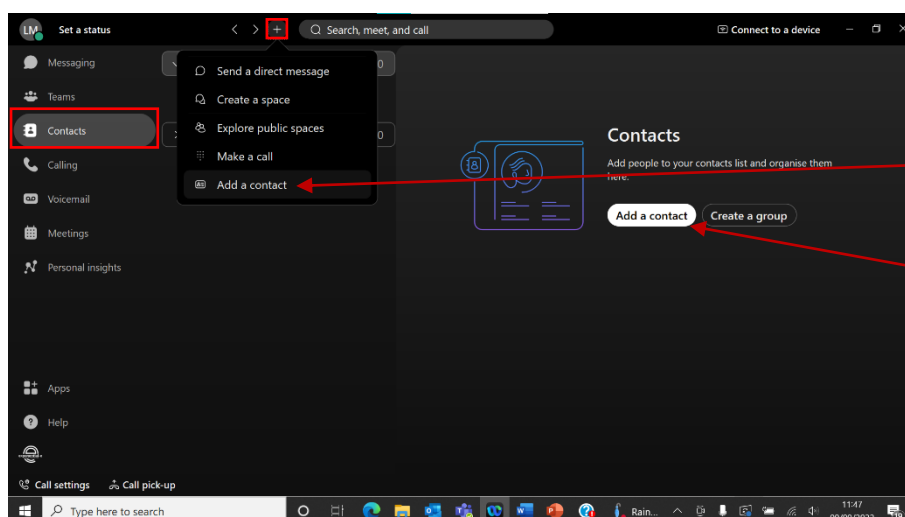 LM Set a status
Search, meet, and call
Connect to a device
Messaging
Teams
Contacts
Calling
Voicemail
Meetings
Personal insights
Apps
Help
Call settings
Call pick-up
0
0
Send a direct message
Create a space
Explore public spaces
Make a call
Add a contact
Contacts
Add people to your contacts list and organise them
here.
Add a contact
Create a group
Type here to search
Rain...
11:47